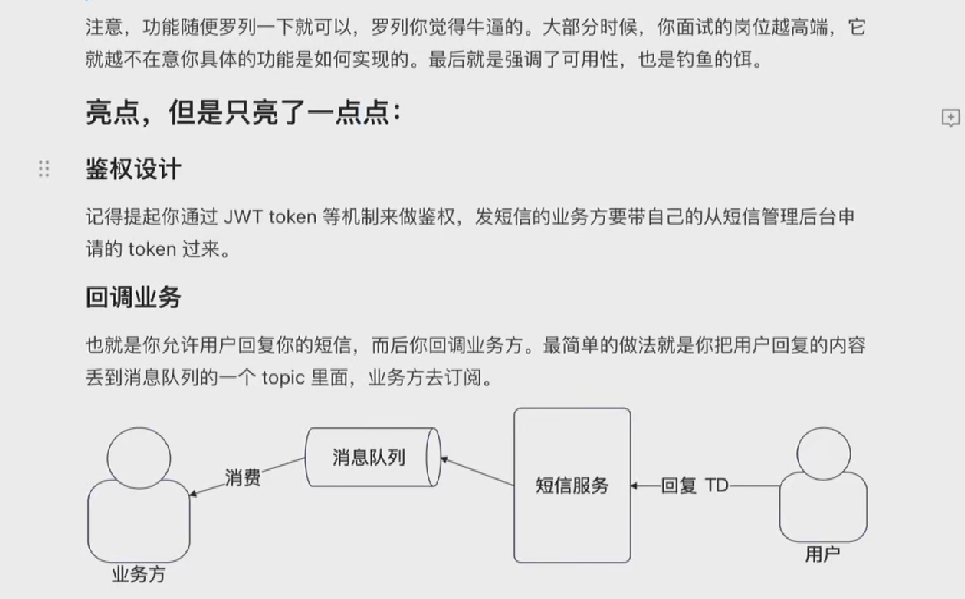 注意，功能随便罗列一下就可以，罗列你觉得牛逼的。大部分时候，你面试的岗位越高端，它
就越不在意你具体的功能是如何实现的。最后就是强调了可用性，也是钓鱼的饵。
亮点，但是只亮了一点点：
鉴权设计
记得提起你通过 JWT token 等机制来做鉴权，发短信的业务方要带自己的从短信管理后台申
请的 token 过来。
回调业务
也就是你允许用户回复你的短信，而后你回调业务方。最简单的做法就是你把用户回复的内容
丢到消息队列的一个 topic 里面，业务方去订阅。
消费
消息队列
短信服务
回复 TD
业务方
用户